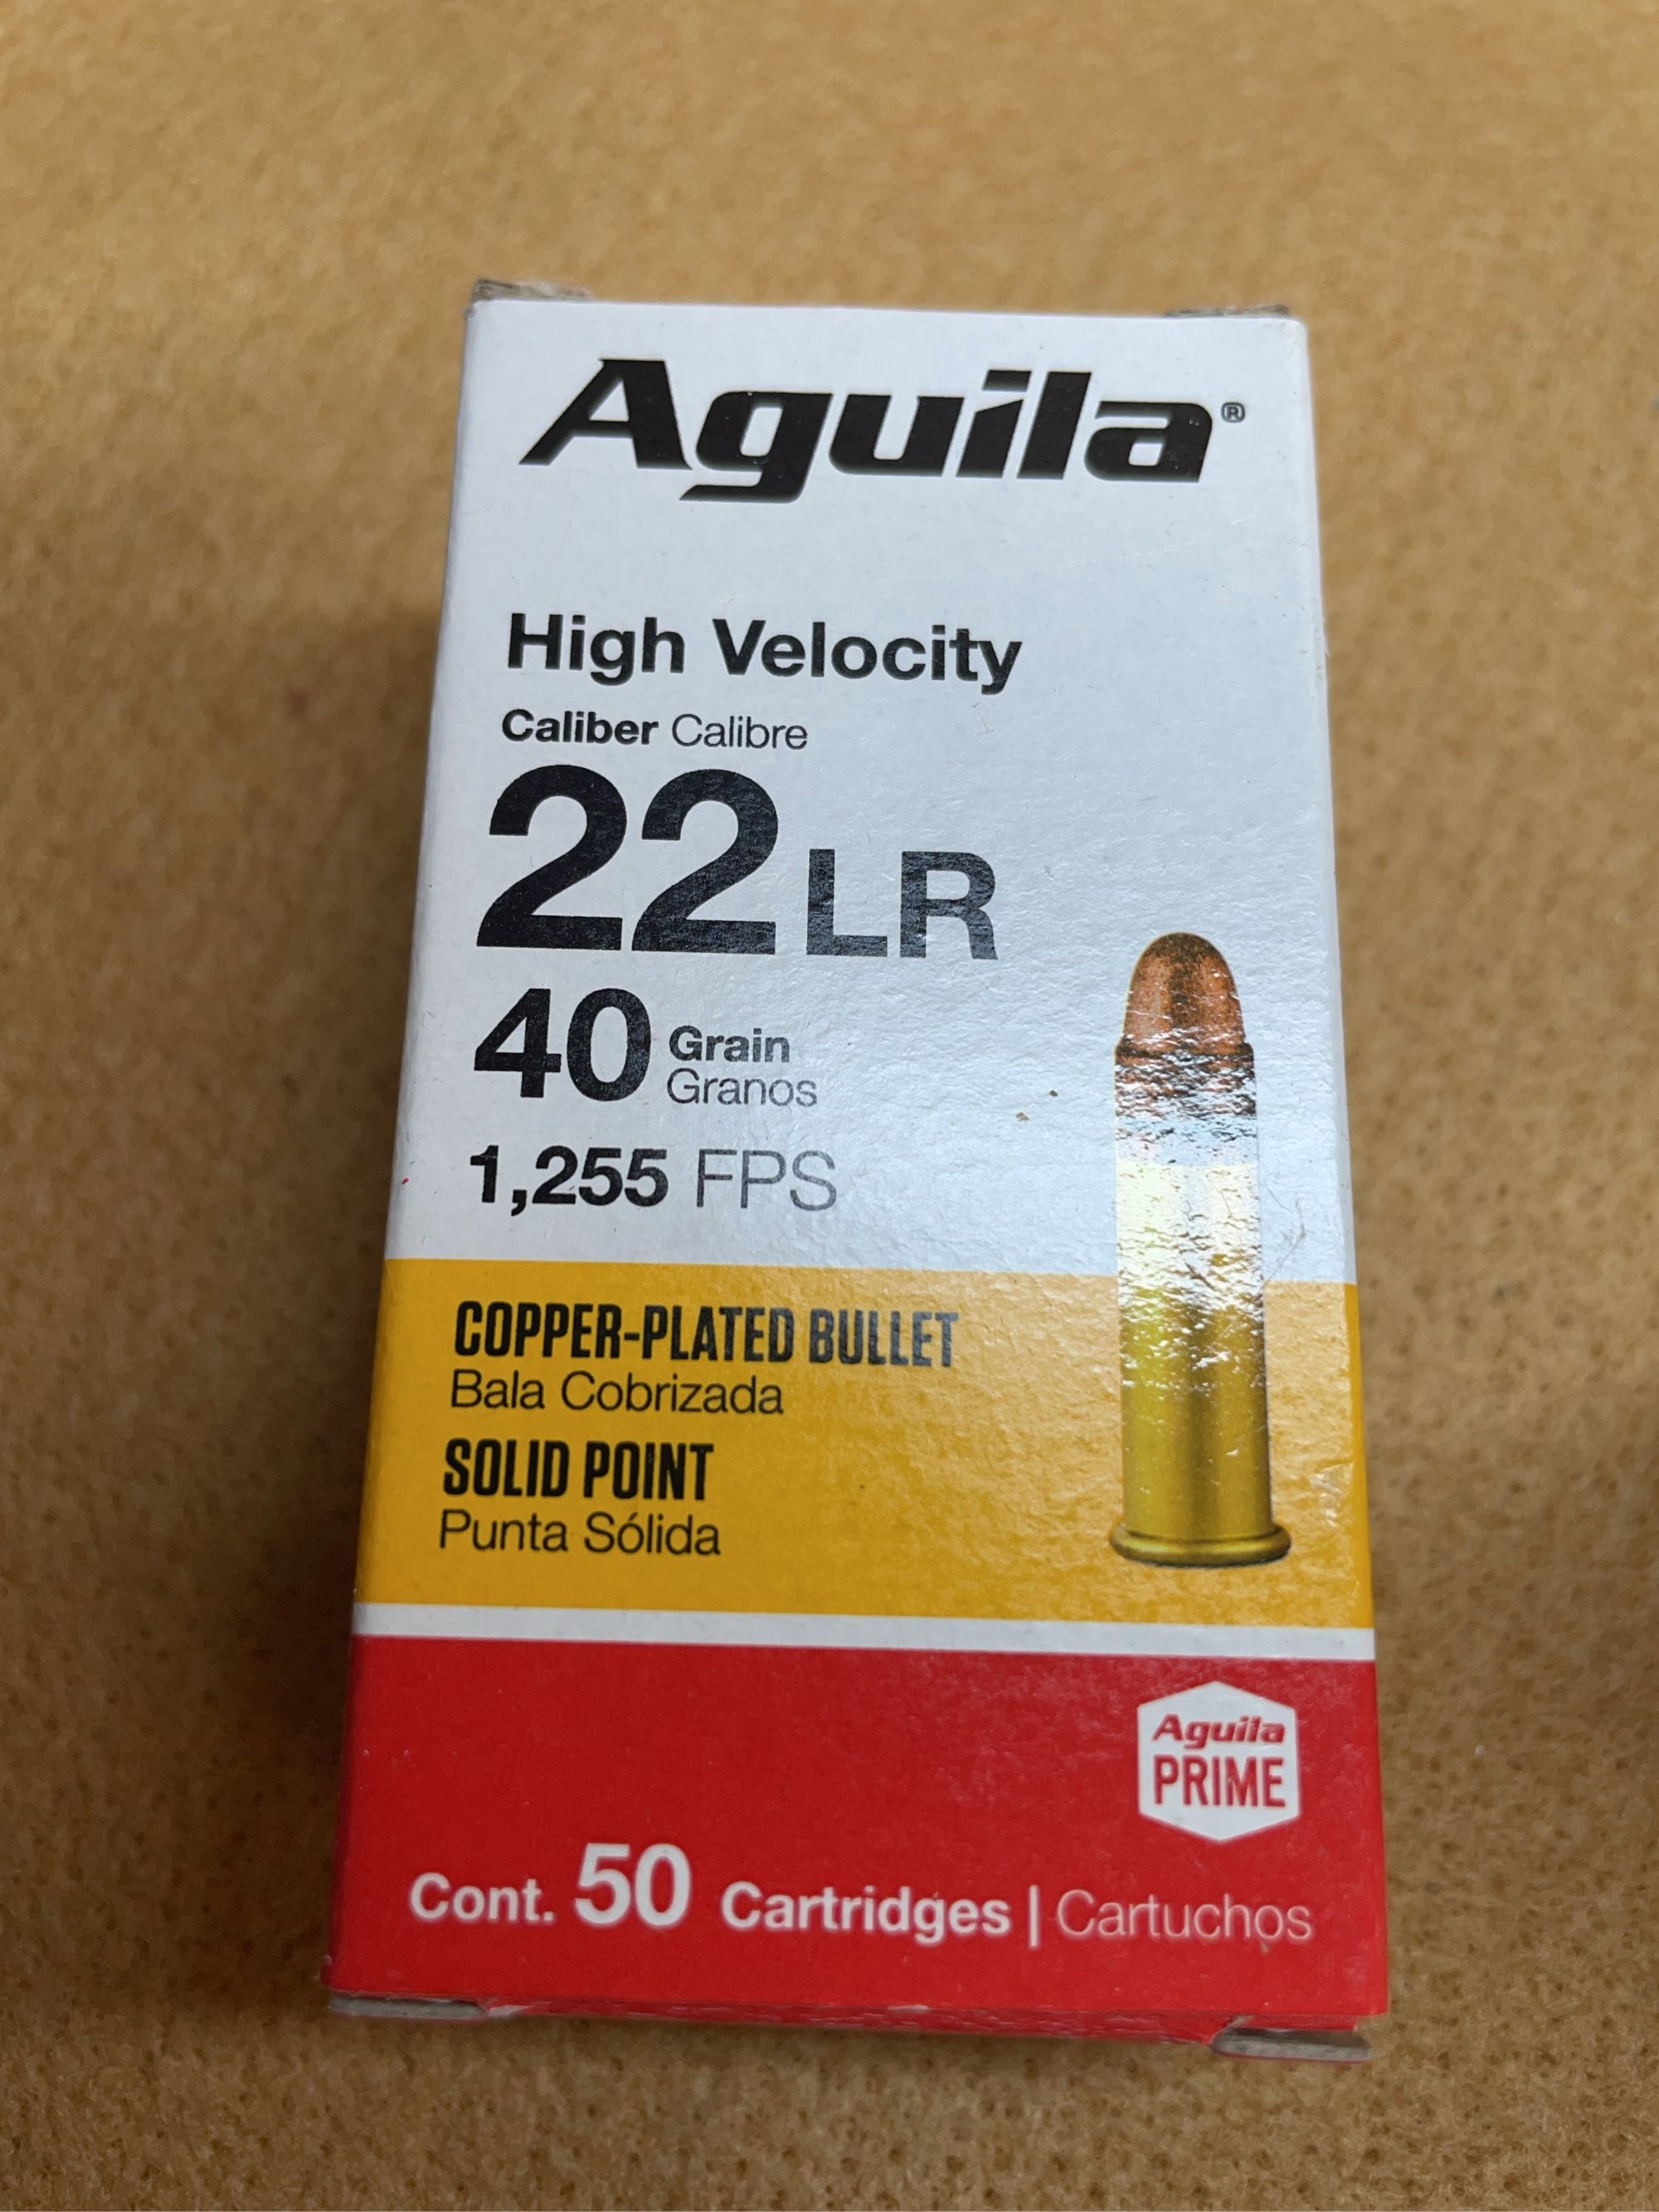 Aguila®
High Velocity
Caliber Calibre
22 LR
40 Grain
Granos
1,255 FPS
COPPER-PLATED BULLET
Bala Cobrizada
SOLID POINT
Punta Sólida
Aguila
PRIME
Cont. 50 Cartridges | Cartuchos